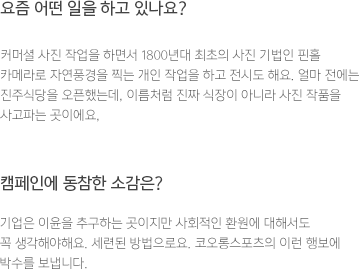 요즘 어떤 일을 하고 있나요?
커머셜 사진 작업을 하면서 1800년대 최초의 사진 기법인 핀홀
카메라로 자연풍경을 찍는 개인 작업을 하고 전시도 해요. 얼마 전에는
진주식당을 오픈했는데, 이름처럼 진짜 식장이 아니라 사진 작품을
사고파는 곳이에요,
캠페인에 동참한 소감은?
기업은 이윤을 추구하는 곳이지만 사회적인 환원에 대해서도
꼭 생각해야해요. 세련된 방법으로요. 코오롱스포츠의 이런 행보에
박수를 보냅니다.